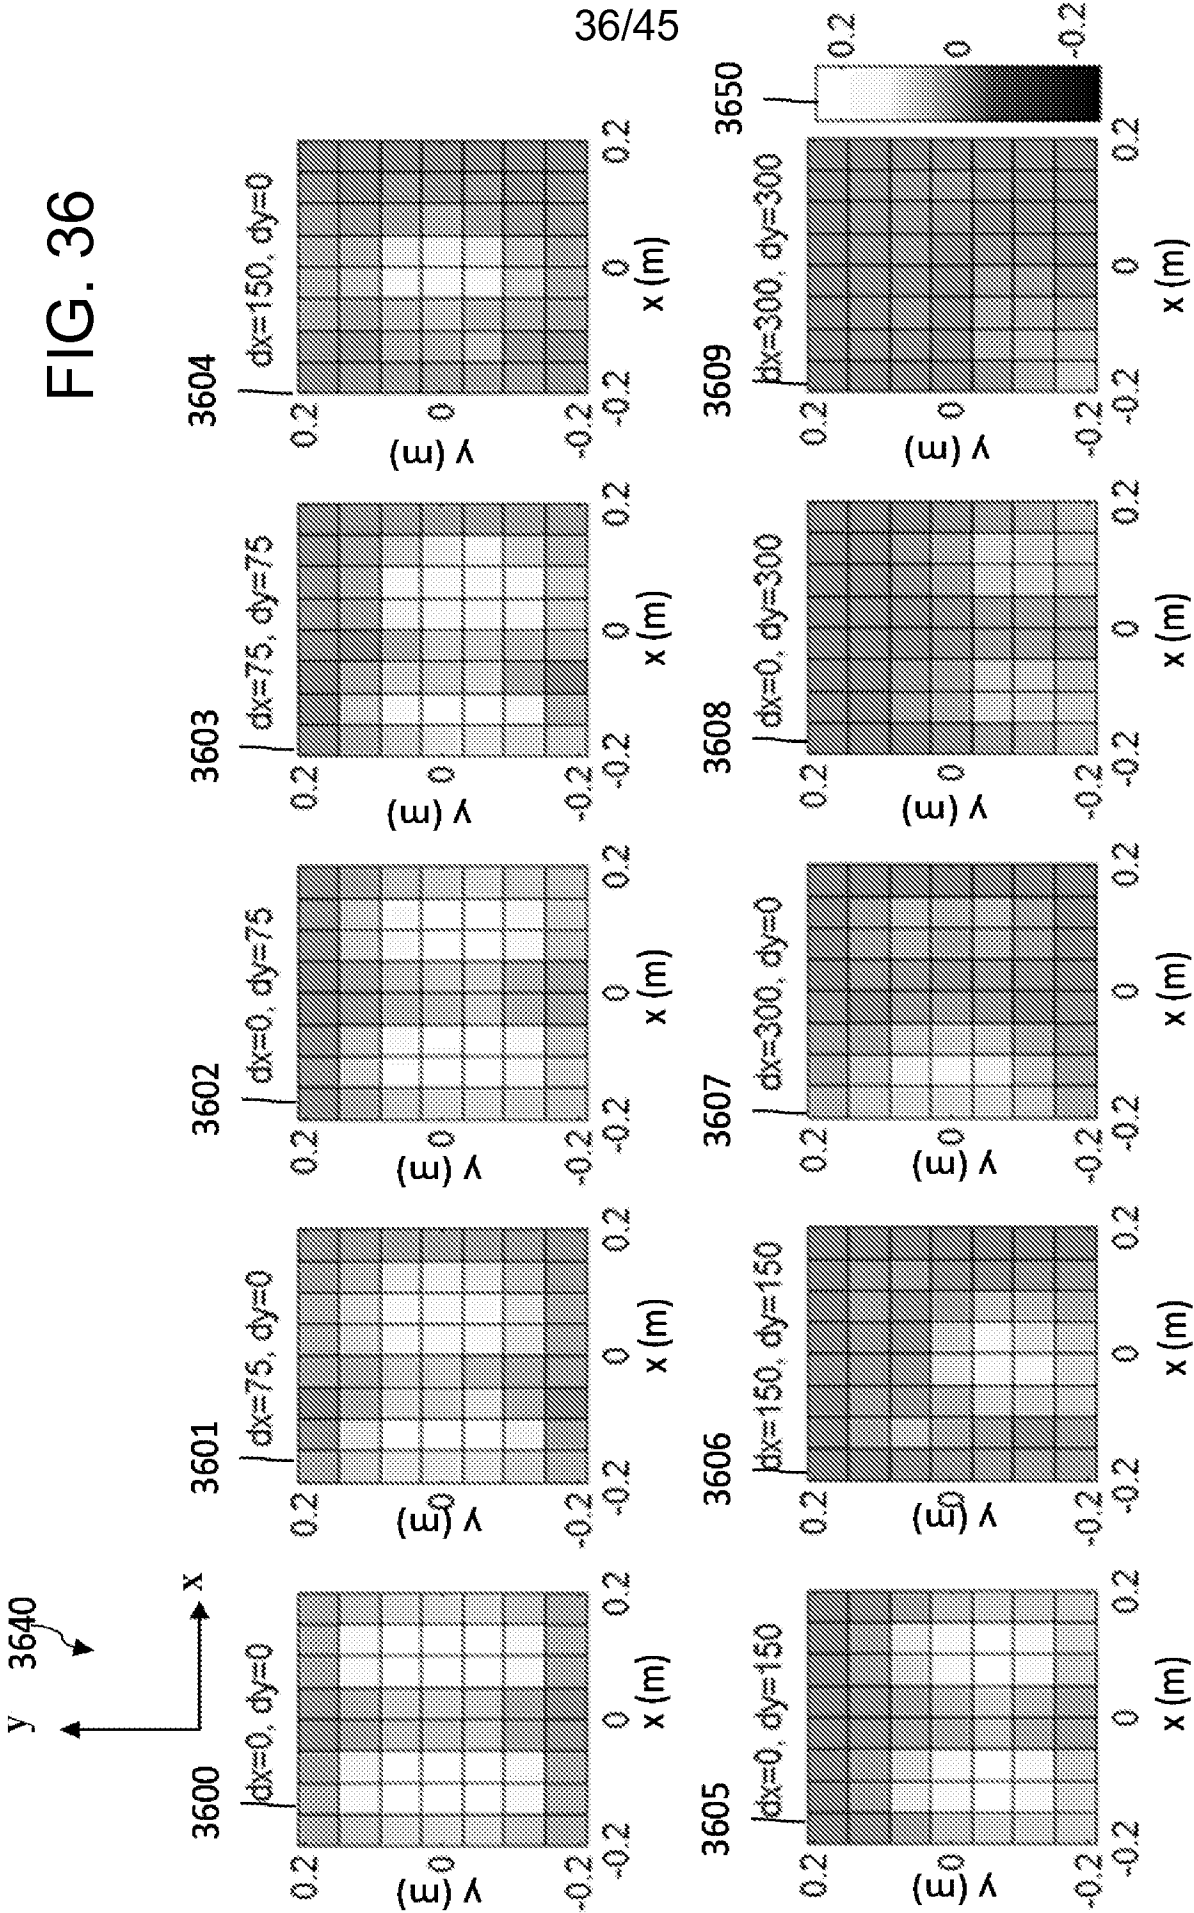 36/45
FIG. 36
y
3640
x
3600
dx=0, dy=0
0.2
0
-0.2
y (m)
-0.2
0
0.2
x (m)
3601
dx=75, dy=0
0.2
0
-0.2
y (m)
-0.2
0
0.2
x (m)
3602
dx=0, dy=75
0.2
0
-0.2
y (m)
-0.2
0
0.2
x (m)
3603
dx=75, dy=75
0.2
0
-0.2
y (m)
-0.2
0
0.2
x (m)
3604
dx=150, dy=0
0.2
0
-0.2
y (m)
-0.2
0
0.2
x (m)
3605
dx=0, dy=150
0.2
0
-0.2
y (m)
-0.2
0
0.2
x (m)
3606
dx=150, dy=150
0.2
0
-0.2
y (m)
-0.2
0
0.2
x (m)
3607
dx=300, dy=0
0.2
0
-0.2
y (m)
-0.2
0
0.2
x (m)
3608
dx=0, dy=300
0.2
0
-0.2
y (m)
-0.2
0
0.2
x (m)
3609
dx=300, dy=300
0.2
0
-0.2
y (m)
-0.2
0
0.2
x (m)
3650
0.2
0
-0.2